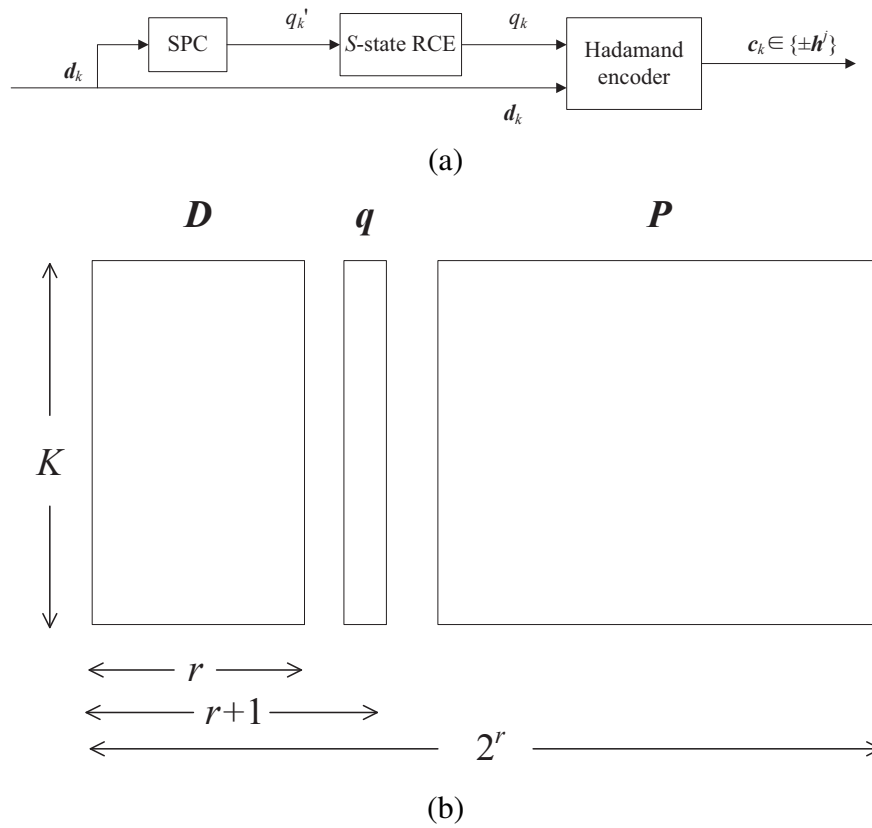 SPC
q_k'
S-state RCE
q_k
Hadamand encoder
c_k ∈ {±h^j}
d_k
d_k
(a)
D q P
K
r
r+1
2^r
(b)